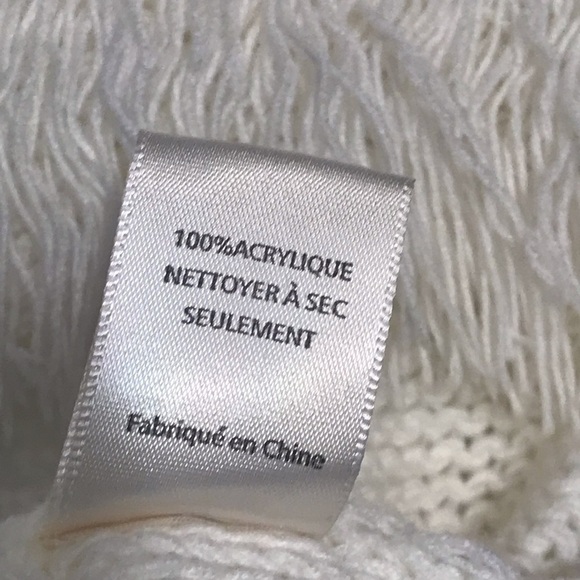 100%ACRYLIQUE
NETTOYER À SEC
SEULEMENT
Fabriqué en Chine